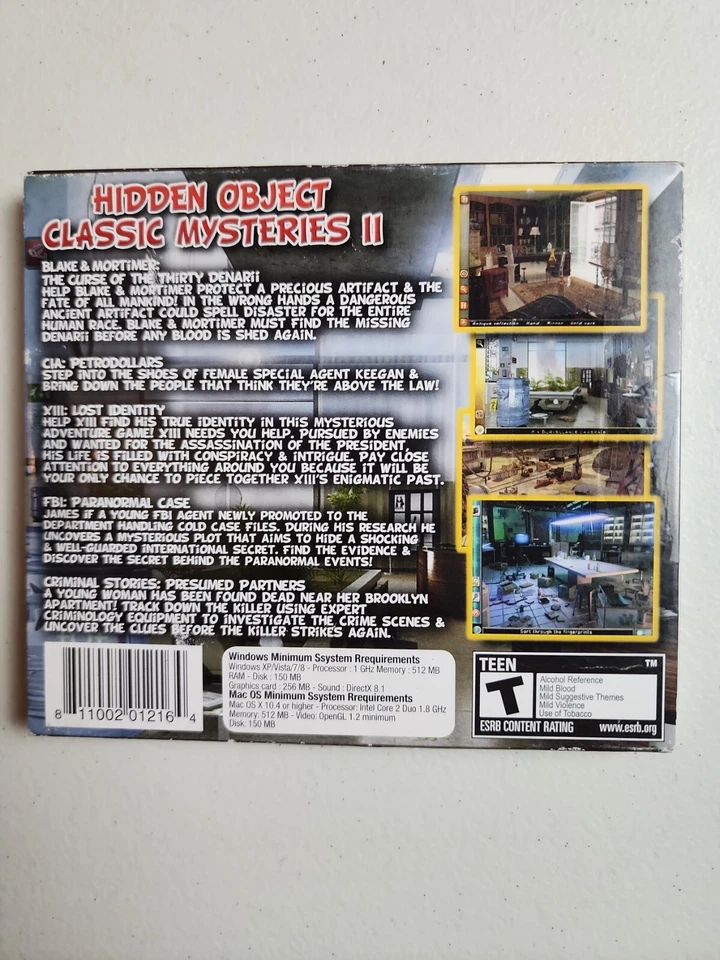 HIDDEN OBJECT
CLASSIC MYSTERIES II
BLAKE & MORTIMER:
THE CURSE OF THE THIRTY DENARII
HELP BLAKE & MORTIMER PROTECT A PRECIOUS ARTIFACT & THE
FATE OF ALL MANKIND! IN THE WRONG HANDS A DANGEROUS
ANCIENT ARTIFACT COULD SPELL DISASTER FOR THE ENTIRE
HUMAN RACE. BLAKE & MORTIMER MUST FIND THE MISSING
DENARII BEFORE ANY BLOOD IS SHED AGAIN.
CIA: PETRODOLLARS
STEP INTO THE SHOES OF FEMALE SPECIAL AGENT KEEGAN &
BRING DOWN THE PEOPLE THAT THINK THEY'RE ABOVE THE LAW!
XIII: LOST IDENTITY
HELP XIII FIND HIS TRUE IDENTITY IN THIS MYSTERIOUS
ADVENTURE GAME! XIII NEEDS YOU HELP. PURSUED BY ENEMIES
AND WANTED FOR THE ASSASSINATION OF THE PRESIDENT
HIS LIFE IS FILLED WITH CONSPIRACY & INTRIGUE. PAY CLOSE
ATTENTION TO EVERYTHING AROUND YOU BECAUSE IT WILL BE
YOUR ONLY CHANCE TO PIECE TOGETHER XIII'S ENIGMATIC PAST.
FBI: PARANORMAL CASE
JAMES IF A YOUNG FBI AGENT NEWLY PROMOTED TO THE
DEPARTMENT HANDLING COLD CASE FILES. DURING HIS RESEARCH HE
UNCOVERS A MYSTERIOUS PLOT THAT AIMS TO HIDE A SHOCKING
& WELL-GUARDED INTERNATIONAL SECRET. FIND THE EVIDENCE &
DISCOVER THE SECRET BEHIND THE PARANORMAL EVENTS!
CRIMINAL STORIES: PRESUMED PARTNERS
A YOUNG WOMAN HAS BEEN FOUND DEAD NEAR HER BROOKLYN
APARTMENT! TRACK DOWN THE KILLER USING EXPERT
CRIMINOLOGY EQUIPMENT TO INVESTIGATE THE CRIME SCENES &
UNCOVER THE CLUES BEFORE THE KILLER STRIKES AGAIN.
Antique collection Hand Mirror Gold vase
Sort through the fingerprints
8 11002 01216 4
Windows Minimum Ssystem Rrequirements
Windows XP/Vista/7/8 - Processor : 1 GHz Memory : 512 MB
RAM - Disk : 150 MB
Graphics card : 256 MB - Sound : DirectX 8.1
Mac OS Minimum Ssystem Rrequirements
Mac OS X 10.4 or higher - Processor: Intel Core 2 Duo 1.8 GHz
Memory: 512 MB - Video: OpenGL 1.2 minimum
Disk: 150 MB
TEEN TM
T
Alcohol Reference
Mild Blood
Mild Suggestive Themes
Mild Violence
Use of Tobacco
ESRB CONTENT RATING www.esrb.org